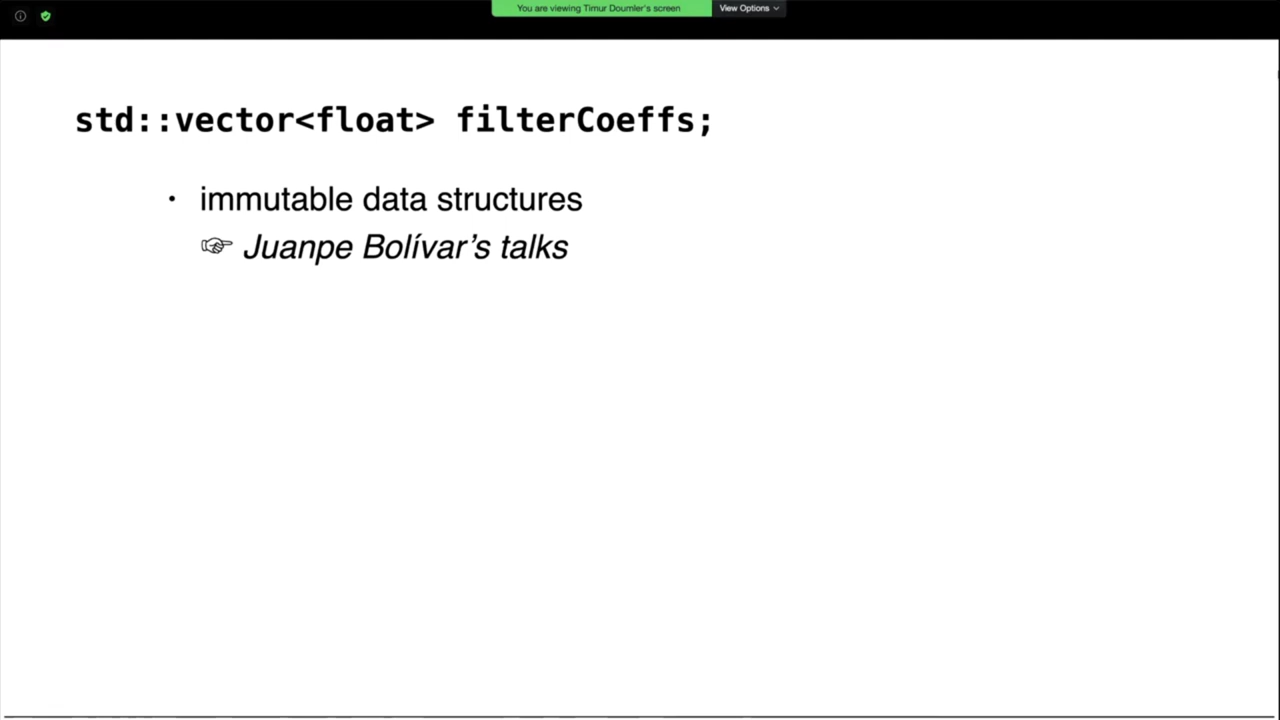 You are viewing Timur Doumler's screen
View Options
std::vector<float> filterCoeffs;
• immutable data structures
☞ Juanpe Bolívar’s talks